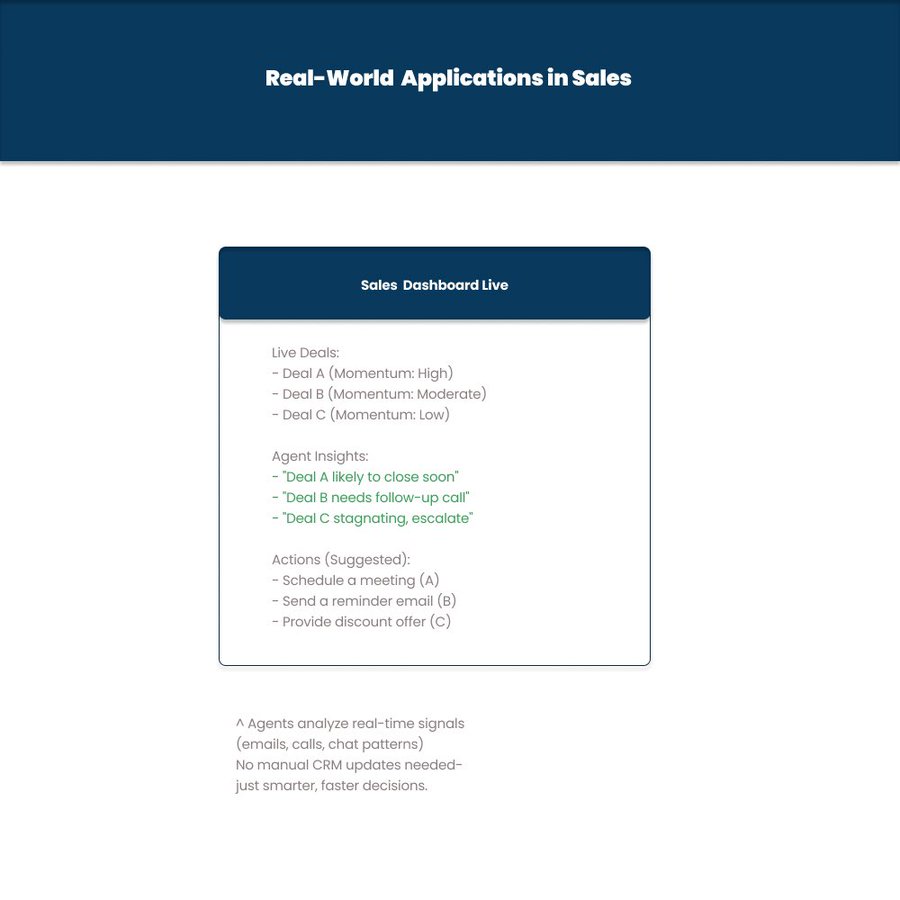 Real-World Applications in Sales
Sales Dashboard Live
Live Deals:
- Deal A (Momentum: High)
- Deal B (Momentum: Moderate)
- Deal C (Momentum: Low)
Agent Insights:
- "Deal A likely to close soon"
- "Deal B needs follow-up call"
- "Deal C stagnating, escalate"
Actions (Suggested):
- Schedule a meeting (A)
- Send a reminder email (B)
- Provide discount offer (C)
^ Agents analyze real-time signals
(emails, calls, chat patterns)
No manual CRM updates needed-
just smarter, faster decisions.